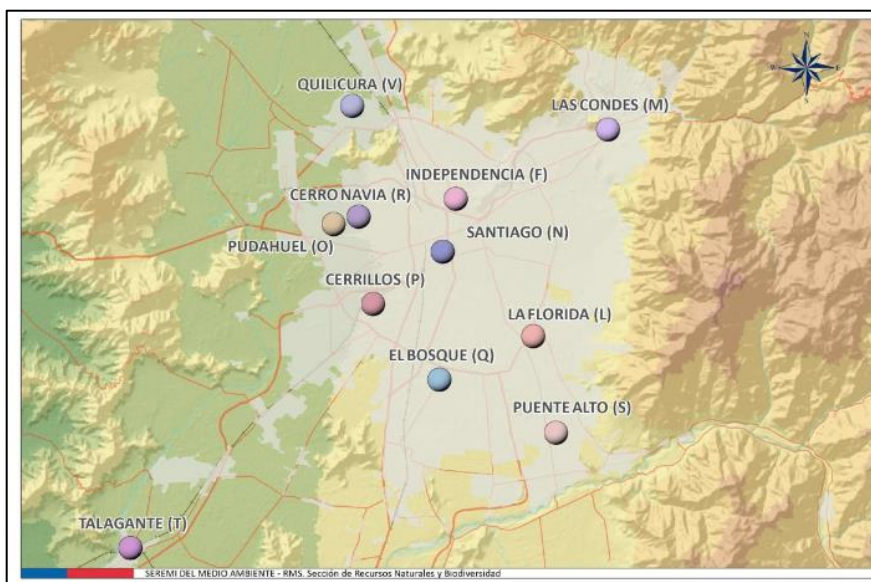 N
E
S
QUILICURA (V)
LAS CONDES (M)
INDEPENDENCIA (F)
CERRO NAVIA (R)
SANTIAGO (N)
PUDAHUEL (O)
CERRILLOS (P)
LA FLORIDA (L)
EL BOSQUE (Q)
PUENTE ALTO (S)
TALAGANTE (T)
SEREMI DEL MEDIO AMBIENTE - RMS. Sección de Recursos Naturales y Biodiversidad